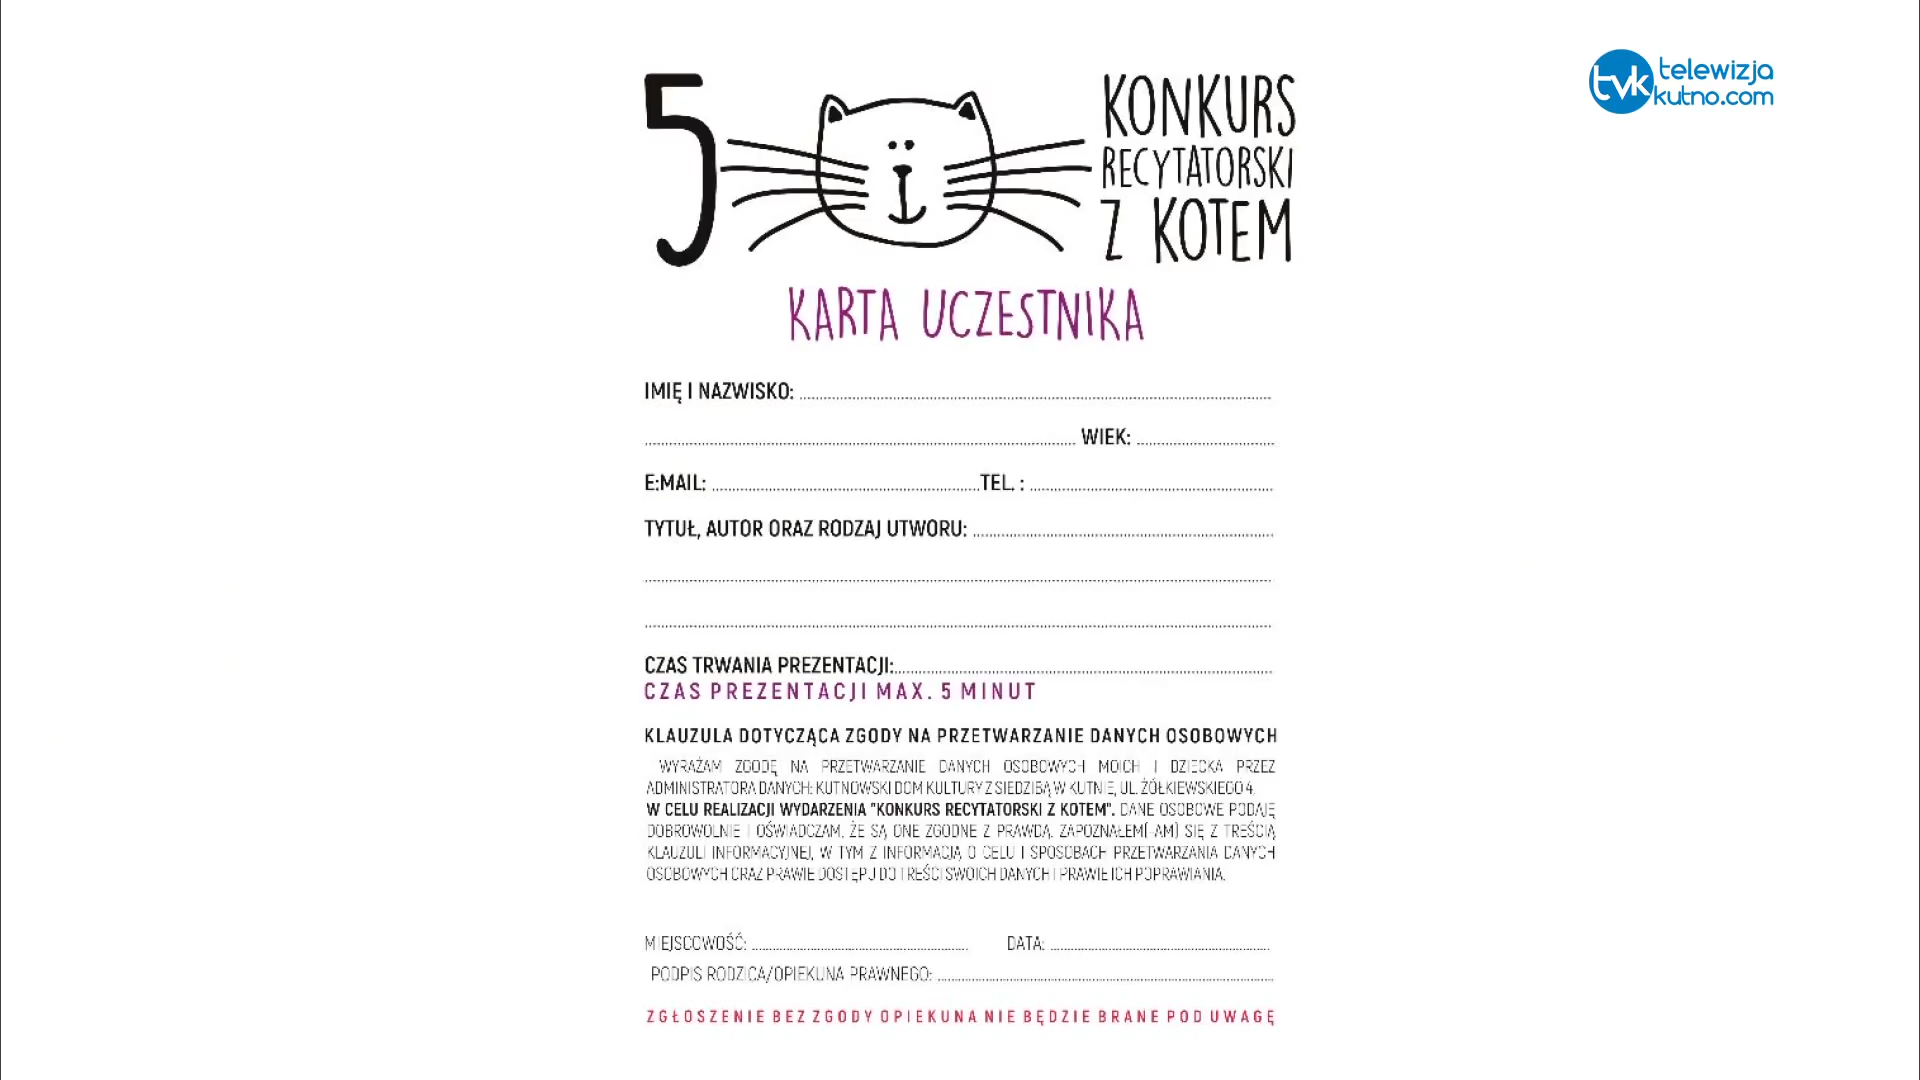 5
KONKURS
RECYTATORSKI
Z KOTEM
tvk telewizja
kutno.com
KARTA UCZESTNIKA
IMIĘ I NAZWISKO:
WIEK:
E:MAIL: TEL. :
TYTUŁ, AUTOR ORAZ RODZAJ UTWORU:
CZAS TRWANIA PREZENTACJI:
CZAS PREZENTACJI MAX. 5 MINUT
KLAUZULA DOTYCZĄCA ZGODY NA PRZETWARZANIE DANYCH OSOBOWYCH
WYRAŻAM ZGODĘ NA PRZETWARZANIE DANYCH OSOBOWYCH MOICH I DZIECKA PRZEZ
ADMINISTRATORA DANYCH: KUTNOWSKI DOM KULTURY Z SIEDZIBĄ W KUTNIE, UL. ŻÓŁKIEWSKIEGO 4,
W CELU REALIZACJI WYDARZENIA "KONKURS RECYTATORSKI Z KOTEM". DANE OSOBOWE PODAJĘ
DOBROWOLNIE I OŚWIADCZAM, ŻE SĄ ONE ZGODNE Z PRAWDĄ. ZAPOZNAŁEM(-AM) SIĘ Z TREŚCIĄ
KLAUZULI INFORMACYJNEJ, W TYM Z INFORMACJĄ O CELU I SPOSOBACH PRZETWARZANIA DANYCH
OSOBOWYCH ORAZ PRAWIE DOSTĘPU DO TREŚCI SWOICH DANYCH I PRAWIE ICH POPRAWIANIA.
MIEJSCOWOŚĆ: DATA:
PODPIS RODZICA/OPIEKUNA PRAWNEGO:
ZGŁOSZENIE BEZ ZGODY OPIEKUNA NIE BĘDZIE BRANE POD UWAGĘ